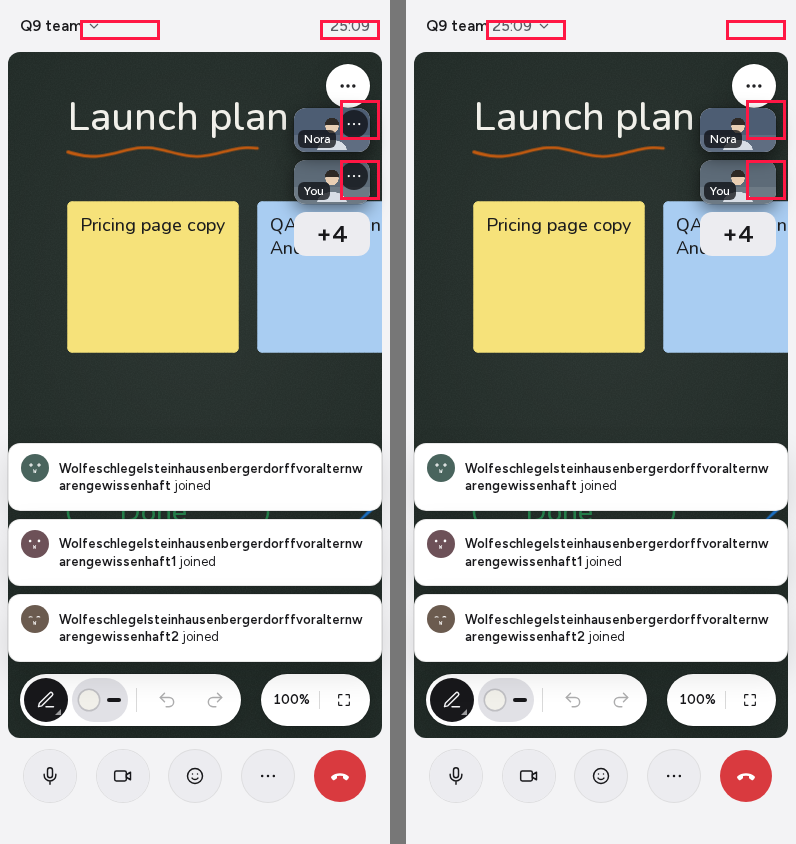 Q9 team
25:09
Launch plan
Nora
You
+4
Pricing page copy
QA
n
An
Wolfeschlegelsteinhausenbergerdorffvoralternw
arengewissenhaft joined
Done
Wolfeschlegelsteinhausenbergerdorffvoralternw
arengewissenhaft1 joined
Wolfeschlegelsteinhausenbergerdorffvoralternw
arengewissenhaft2 joined
100%
Q9 team 25:09
Launch plan
Nora
You
+4
Pricing page copy
QA
n
An
Wolfeschlegelsteinhausenbergerdorffvoralternw
arengewissenhaft joined
Done
Wolfeschlegelsteinhausenbergerdorffvoralternw
arengewissenhaft1 joined
Wolfeschlegelsteinhausenbergerdorffvoralternw
arengewissenhaft2 joined
100%